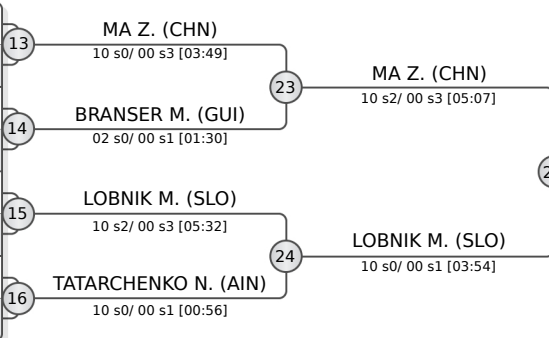 MA Z. (CHN)
13
10 s0/ 00 s3 [03:49]
23
MA Z. (CHN)
10 s2/ 00 s3 [05:07]
BRANSER M. (GUI)
14
02 s0/ 00 s1 [01:30]
LOBNIK M. (SLO)
15
10 s2/ 00 s3 [05:32]
24
LOBNIK M. (SLO)
10 s0/ 00 s1 [03:54]
TATARCHENKO N. (AIN)
16
10 s0/ 00 s1 [00:56]